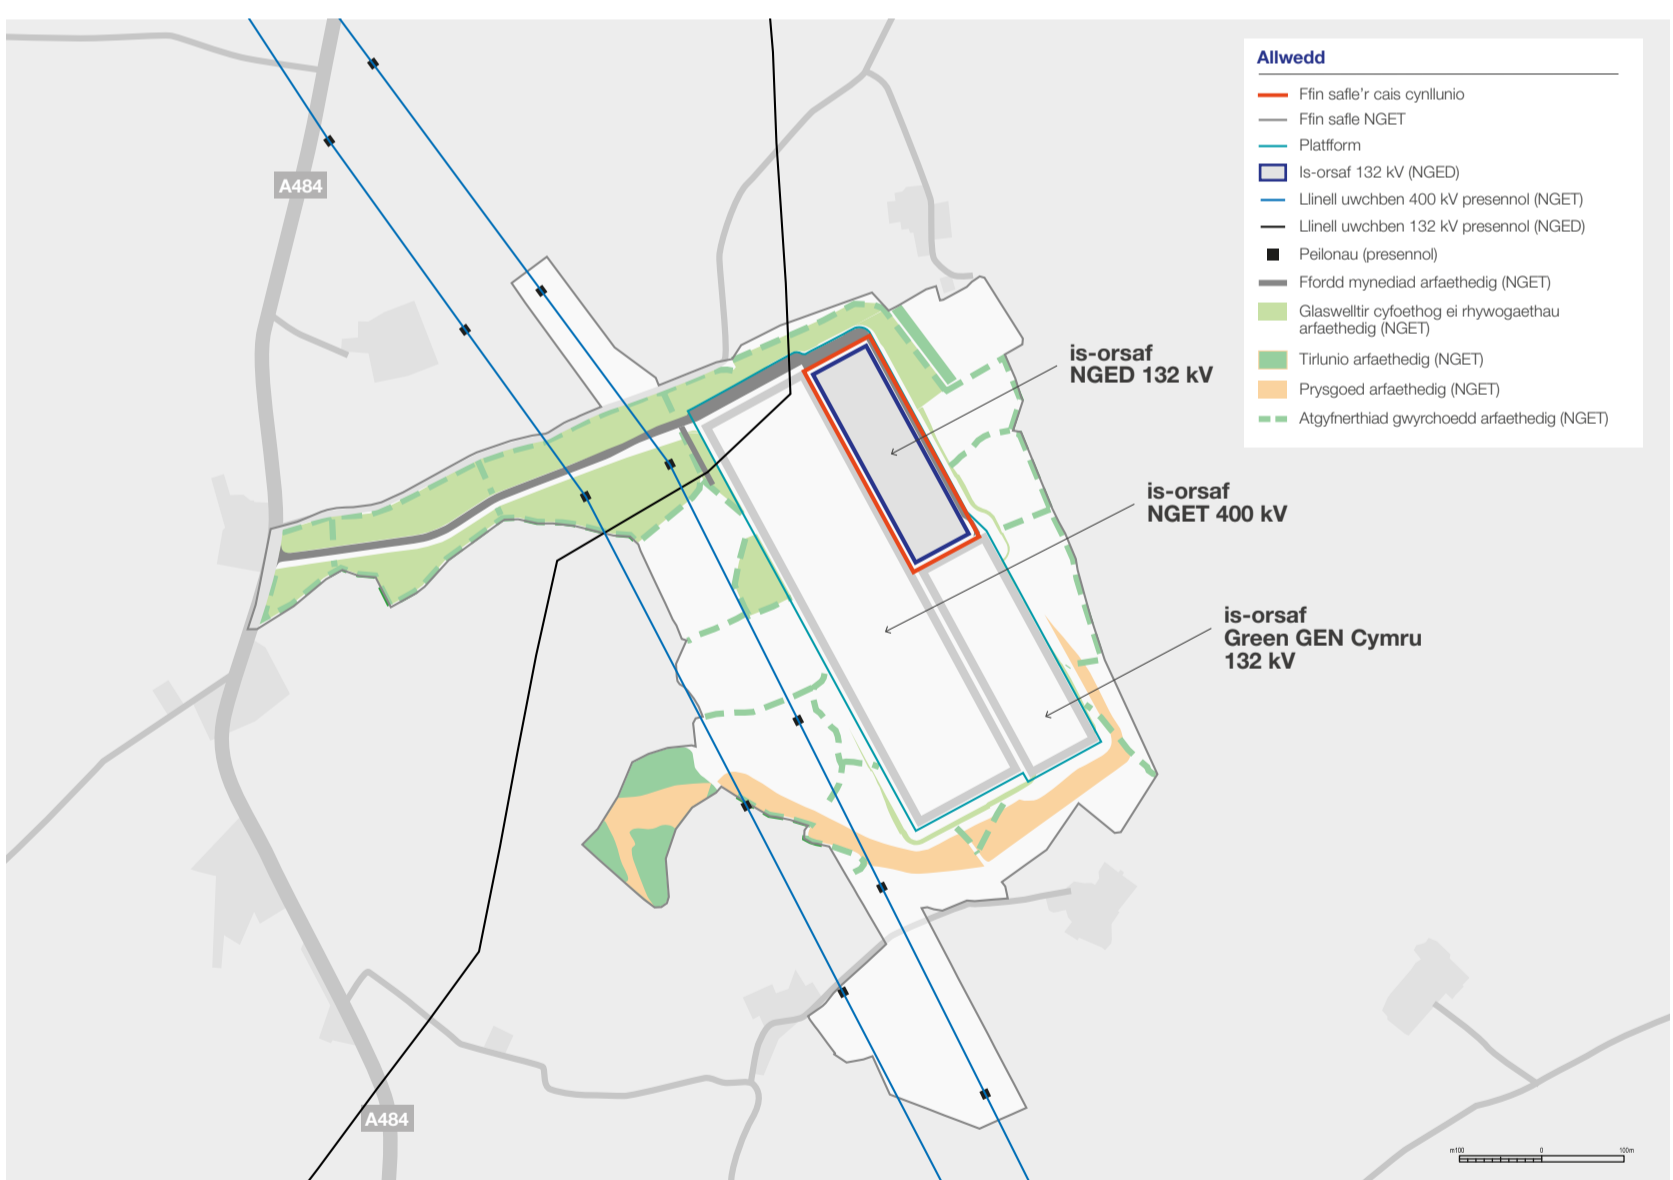 Allwedd
Ffin safle'r cais cynllunio
Ffin safle NGET
Platfform
Is-orsaf 132 kV (NGED)
Llinell uwchben 400 kV presennol (NGET)
Llinell uwchben 132 kV presennol (NGED)
Peilonau (presennol)
Ffordd mynediad arfaethedig (NGET)
Glaswelltir cyfoethog ei rhywogaethau
arfaethedig (NGET)
Tirlunio arfaethedig (NGET)
Prysgoed arfaethedig (NGET)
Atgyfnerthiad gwyrchoedd arfaethedig (NGET)
A484
is-orsaf
NGED 132 kV
is-orsaf
NGET 400 kV
is-orsaf
Green GEN Cymru
132 kV
A484
m100 0 100m